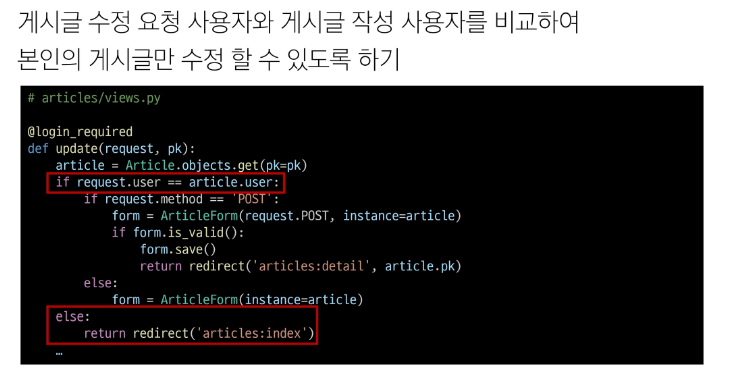 게시글 수정 요청 사용자와 게시글 작성 사용자를 비교하여
본인의 게시글만 수정 할 수 있도록 하기
# articles/views.py
@login_required
def update(request, pk):
    article = Article.objects.get(pk=pk)
    if request.user == article.user:
        if request.method == 'POST':
            form = ArticleForm(request.POST, instance=article)
            if form.is_valid():
                form.save()
                return redirect('articles:detail', article.pk)
        else:
            form = ArticleForm(instance=article)
    else:
        return redirect('articles:index')
    …